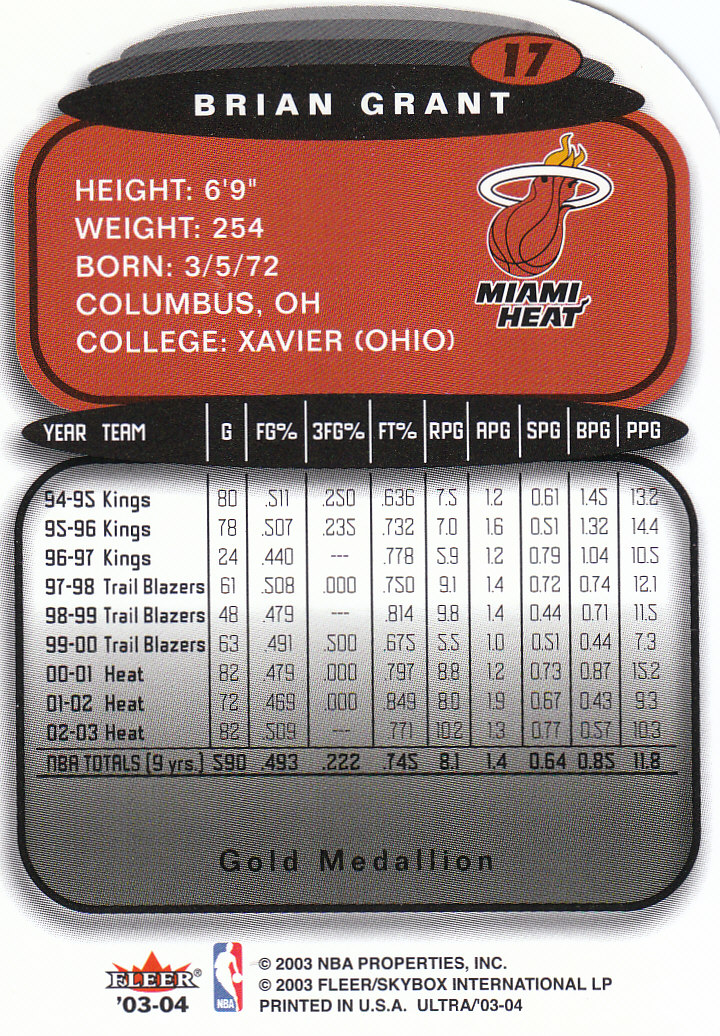 17
BRIAN GRANT
HEIGHT: 6'9"
WEIGHT: 254
BORN: 3/5/72
COLUMBUS, OH
COLLEGE: XAVIER (OHIO)
MIAMI
HEAT
YEAR TEAM G FG% 3FG% FT% RPG APG SPG BPG PPG
94-95 Kings 80 .511 .250 .636 7.5 1.2 0.61 1.45 13.2
95-96 Kings 78 .507 .235 .732 7.0 1.6 0.51 1.32 14.4
96-97 Kings 24 .440 --- .778 5.9 1.2 0.79 1.04 10.5
97-98 Trail Blazers 61 .508 .000 .750 9.1 1.4 0.72 0.74 12.1
98-99 Trail Blazers 48 .479 --- .814 9.8 1.4 0.44 0.71 11.5
99-00 Trail Blazers 63 .491 .500 .675 5.5 1.0 0.51 0.44 7.3
00-01 Heat 82 .479 .000 .797 8.8 1.2 0.73 0.87 15.2
01-02 Heat 72 .469 .000 .849 8.0 1.9 0.67 0.43 9.3
02-03 Heat 82 .509 --- .771 10.2 1.3 0.77 0.57 10.3
NBA TOTALS (9 yrs.) 590 .493 .222 .745 8.1 1.4 0.64 0.85 11.8
Gold Medallion
FLEER®
'03-04
NBA
© 2003 NBA PROPERTIES, INC.
© 2003 FLEER/SKYBOX INTERNATIONAL LP
PRINTED IN U.S.A. ULTRA/'03-04